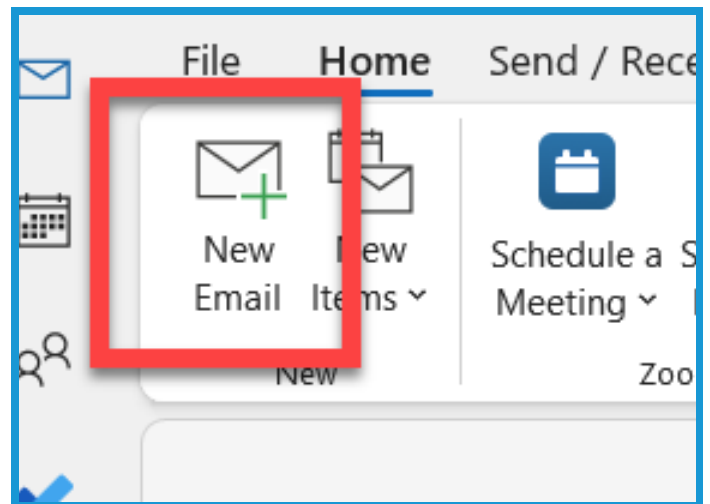 File Home Send / Rece
New New Schedule a S
Email Items Meeting
New Zoo